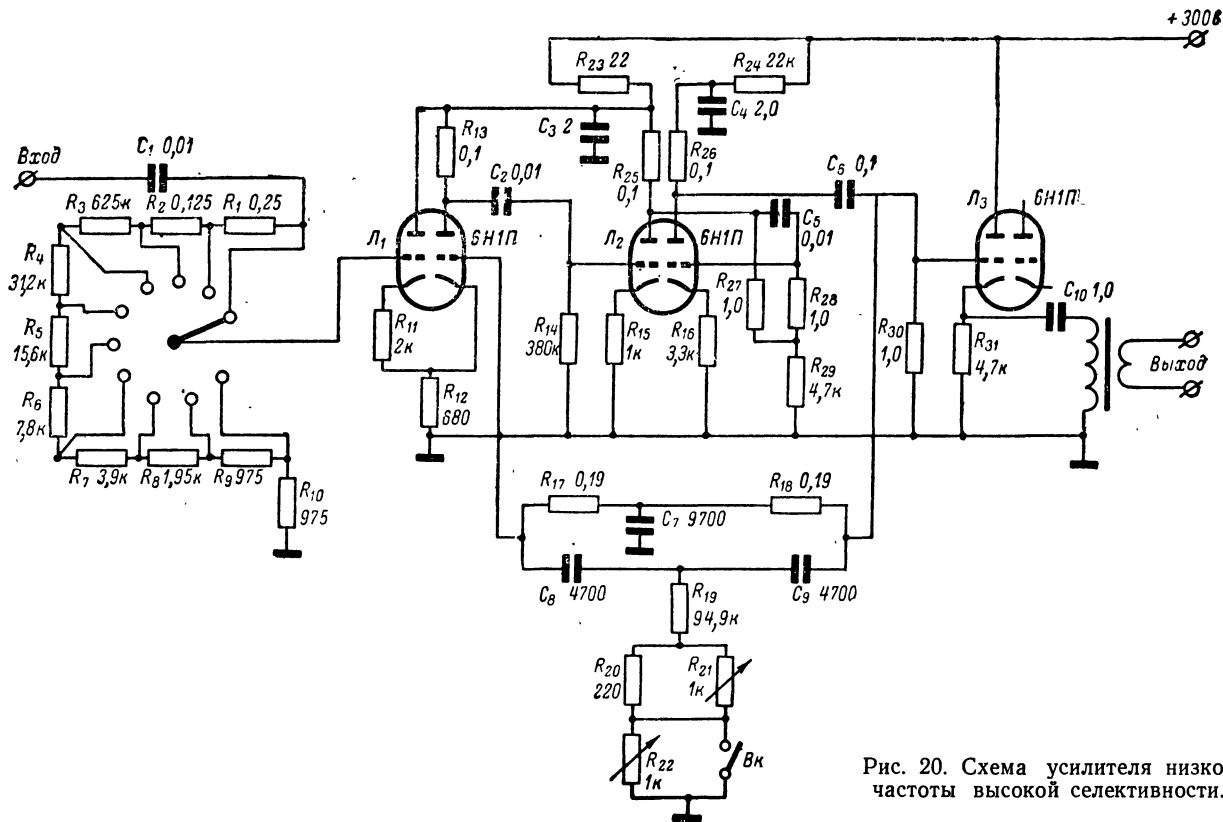 +300в
R23 22
R24 22к
C4 2,0
C3 2
R13 0,1
R25 0,1
R26 0,1
Вход
C1 0,01
R3 625к
R2 0,125
R1 0,25
C2 0,01
C6 0,1
Л1
6Н1П
Л2
6Н1П
C5 0,01
Л3
6Н1П
R4 31,2к
R5 15,6к
R6 7,8к
R7 3,9к
R8 1,95к
R9 975
R10 975
R11 2к
R12 680
R14 380к
R15 1к
R16 3,3к
R27 1,0
R28 1,0
R29 4,7к
R30 1,0
R31 4,7к
C10 1,0
Выход
R17 0,19
R18 0,19
C7 9700
C8 4700
C9 4700
R19 94,9к
R20 220
R21 1к
R22 1к
Вк
Рис. 20. Схема усилителя низко
частоты высокой селективности.